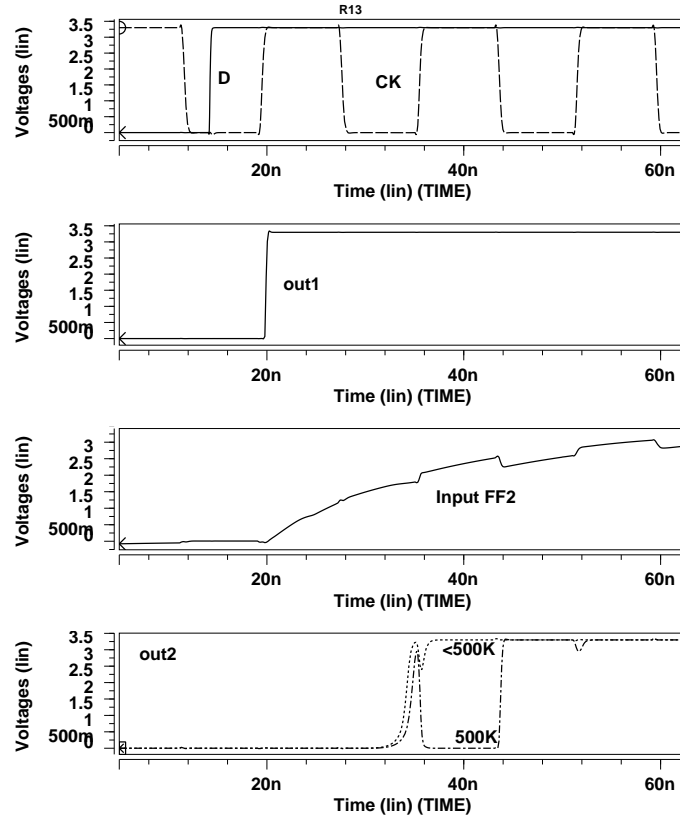 R13
Voltages (lin)
3.5
3
2.5
2
1.5
1
500m
0
D
CK
20n
40n
60n
Time (lin) (TIME)
Voltages (lin)
3.5
3
2.5
2
1.5
1
500m
0
out1
20n
40n
60n
Time (lin) (TIME)
Voltages (lin)
3
2.5
2
1.5
1
500m
0
Input FF2
20n
40n
60n
Time (lin) (TIME)
Voltages (lin)
3.5
3
2.5
2
1.5
1
500m
0
out2
<500K
500K
20n
40n
60n
Time (lin) (TIME)